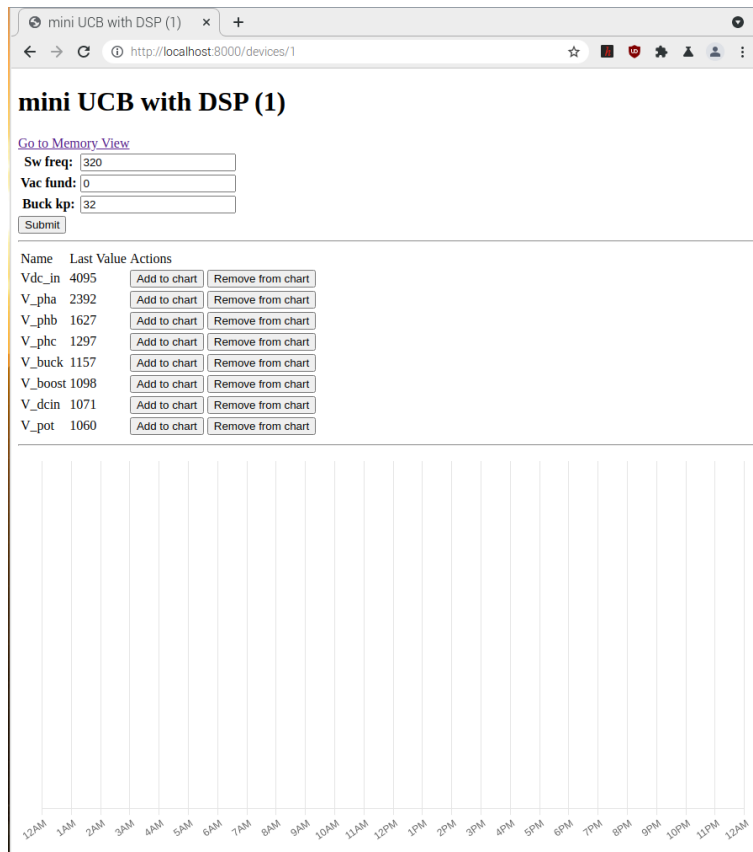 mini UCB with DSP (1)
http://localhost:8000/devices/1
mini UCB with DSP (1)
Go to Memory View
Sw freq: 320
Vac fund: 0
Buck kp: 32
Submit
Name Last Value Actions
Vdc_in 4095 Add to chart Remove from chart
V_pha 2392 Add to chart Remove from chart
V_phb 1627 Add to chart Remove from chart
V_phc 1297 Add to chart Remove from chart
V_buck 1157 Add to chart Remove from chart
V_boost 1098 Add to chart Remove from chart
V_dcin 1071 Add to chart Remove from chart
V_pot 1060 Add to chart Remove from chart
12AM 1AM 2AM 3AM 4AM 5AM 6AM 7AM 8AM 9AM 10AM 11AM 12PM 1PM 2PM 3PM 4PM 5PM 6PM 7PM 8PM 9PM 10PM 11PM 12AM